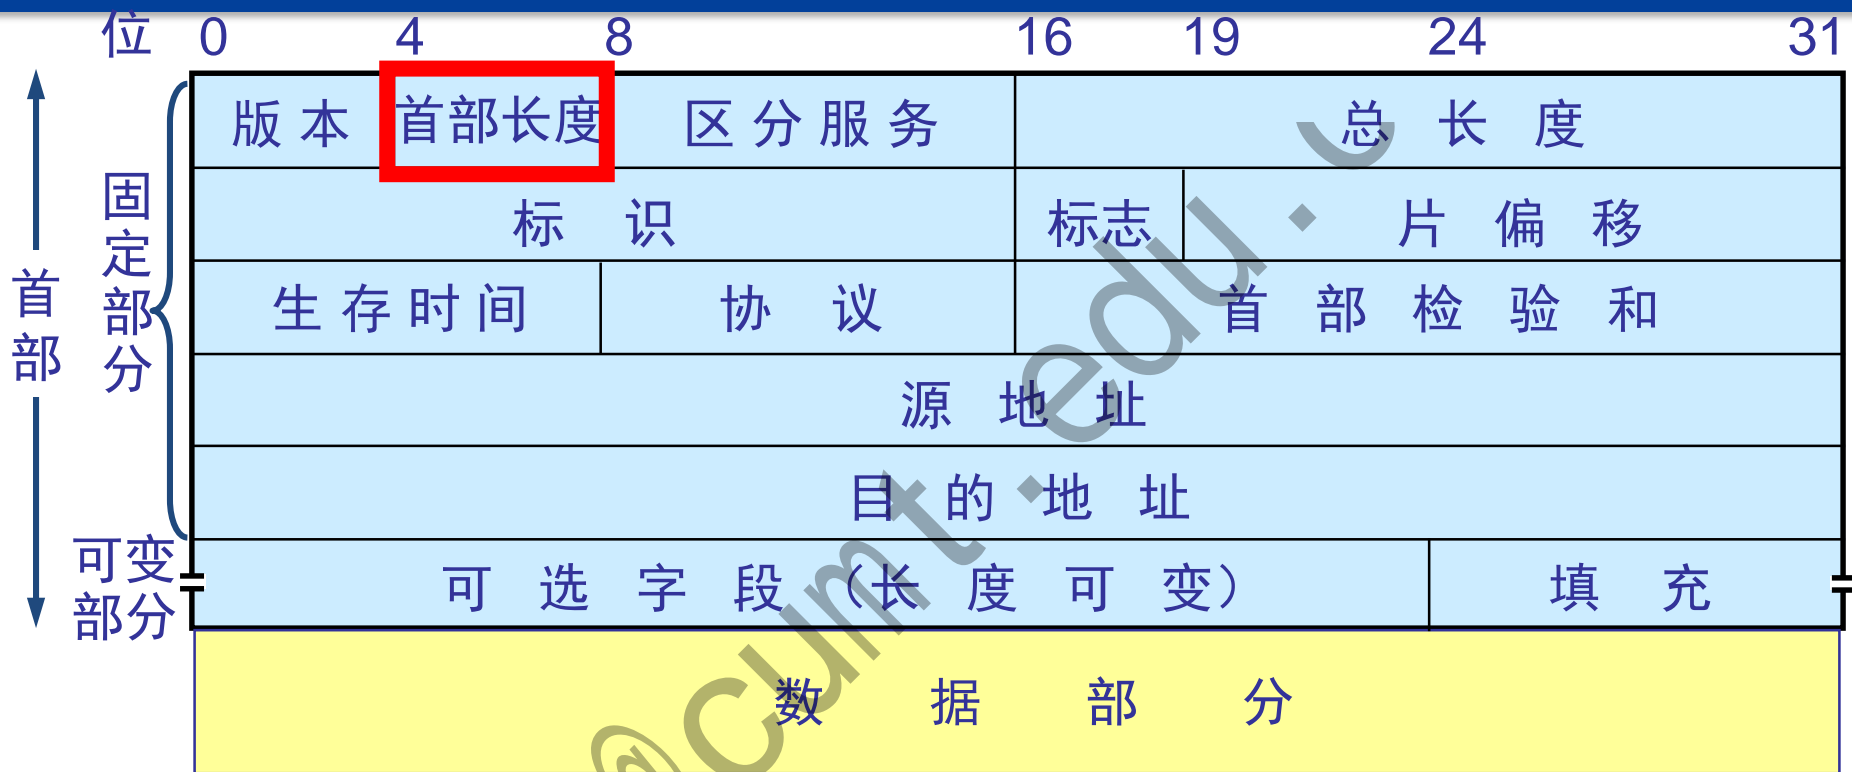 位 0 4 8 16 19 24 31
版本 首部长度 区分服务 总长度
标识 标志 片偏移
生存时间 协议 首部检验和
源地址
目的地址
可选字段（长度可变） 填充
数据部分
首部
固定部分
可变部分
@cumt.edu.c